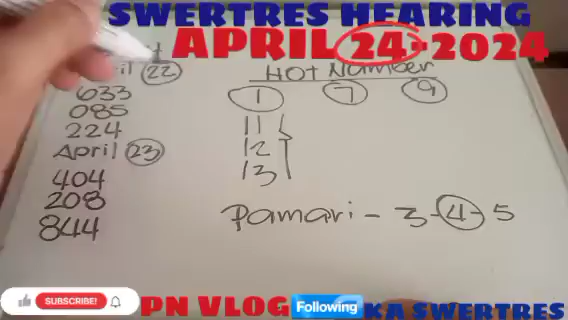 SWERTRES HEARING
APRIL 24-2024
HOT Number
22
1 7 9
633
085
11
224
12
April 23
13
404
208
Pamari - 3-4-5
844
SUBSCRIBE!
PN VLOG
Following
KA SWERTRES